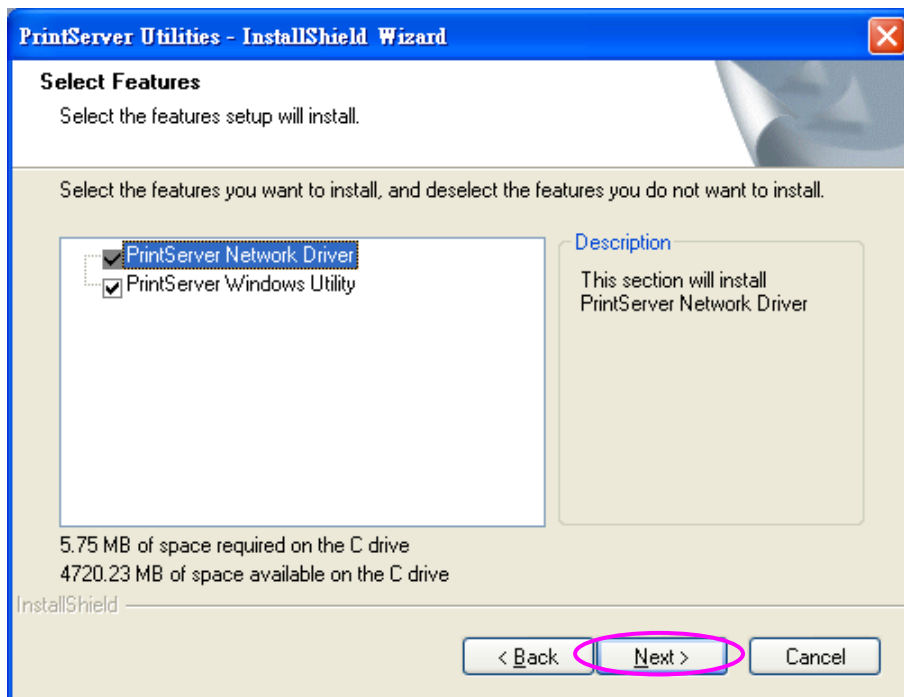 PrintServer Utilities - InstallShield Wizard
Select Features
Select the features setup will install.
Select the features you want to install, and deselect the features you do not want to install.
PrintServer Network Driver
PrintServer Windows Utility
Description
This section will install
PrintServer Network Driver
5.75 MB of space required on the C drive
4720.23 MB of space available on the C drive
InstallShield
< Back
Next >
Cancel